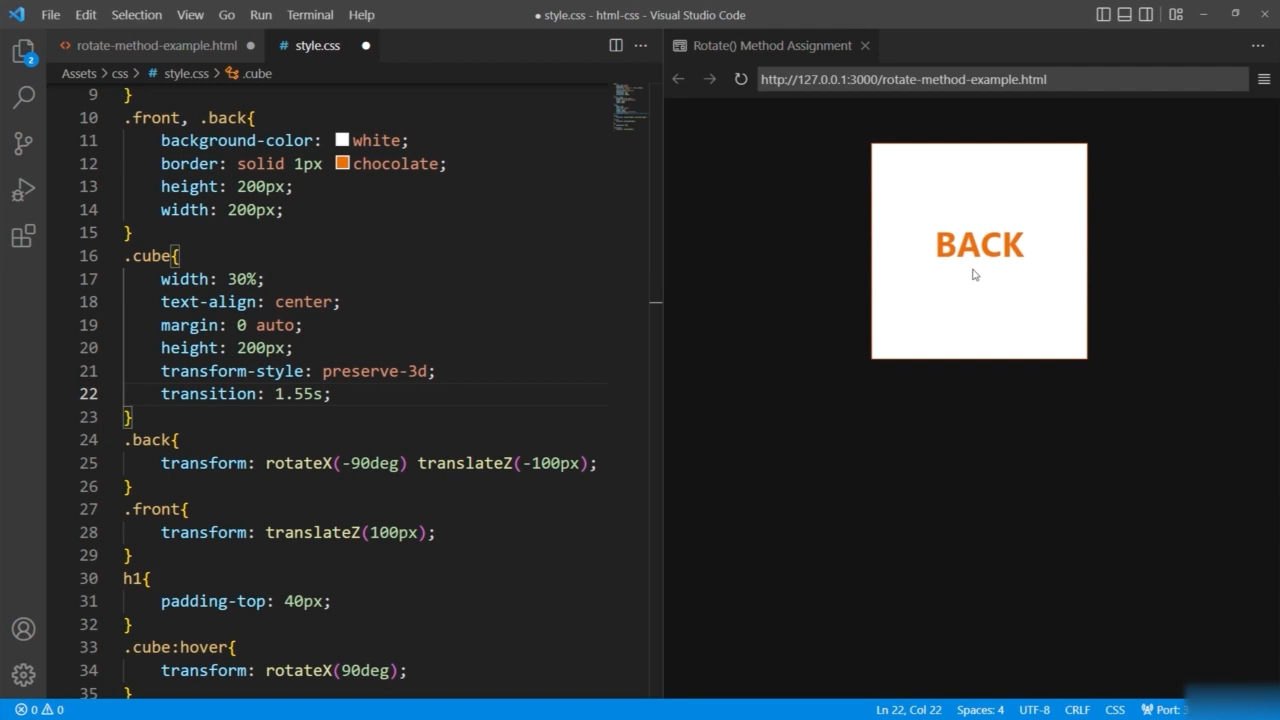 File Edit Selection View Go Run Terminal Help
● style.css - html-css - Visual Studio Code
2
rotate-method-example.html ●
# style.css ●
Assets > css > # style.css > .cube
9 }
10 .front, .back{
11 background-color: white;
12 border: solid 1px chocolate;
13 height: 200px;
14 width: 200px;
15 }
16 .cube{
17 width: 30%;
18 text-align: center;
19 margin: 0 auto;
20 height: 200px;
21 transform-style: preserve-3d;
22 transition: 1.55s;
23 }
24 .back{
25 transform: rotateX(-90deg) translateZ(-100px);
26 }
27 .front{
28 transform: translateZ(100px);
29 }
30 h1{
31 padding-top: 40px;
32 }
33 .cube:hover{
34 transform: rotateX(90deg);
35 }
Rotate() Method Assignment
http://127.0.0.1:3000/rotate-method-example.html
BACK
0 0
Ln 22, Col 22 Spaces: 4 UTF-8 CRLF CSS Port: